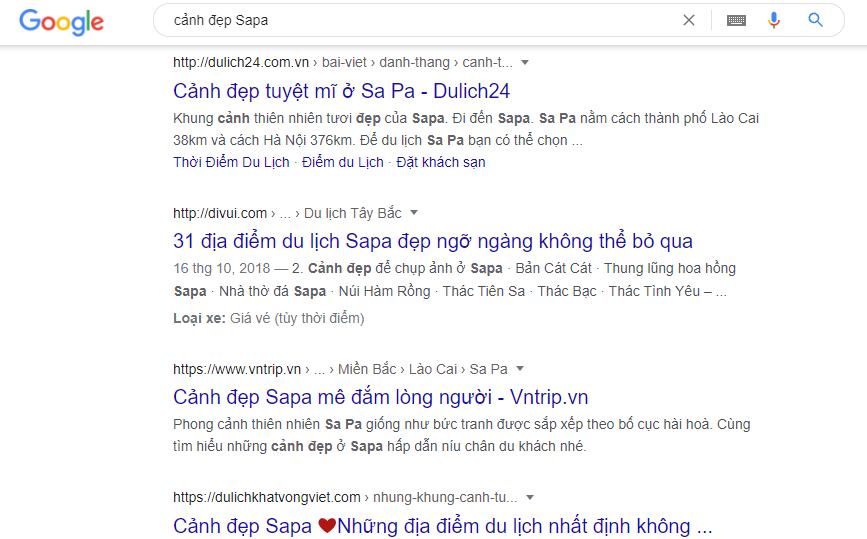 Google
cảnh đẹp Sapa
http://dulich24.com.vn › bai-viet › danh-thang › canh-t...
Cảnh đẹp tuyệt mĩ ở Sa Pa - Dulich24
Khung cảnh thiên nhiên tươi đẹp của Sapa. Đi đến Sapa. Sa Pa nằm cách thành phố Lào Cai
38km và cách Hà Nội 376km. Để du lịch Sa Pa bạn có thể chọn ...
Thời Điểm Du Lịch · Điểm du Lịch · Đặt khách sạn
http://divui.com › ... › Du lịch Tây Bắc
31 địa điểm du lịch Sapa đẹp ngỡ ngàng không thể bỏ qua
16 thg 10, 2018 — 2. Cảnh đẹp để chụp ảnh ở Sapa · Bản Cát Cát · Thung lũng hoa hồng
Sapa · Nhà thờ đá Sapa · Núi Hàm Rồng · Thác Tiên Sa · Thác Bạc · Thác Tình Yêu – ...
Loại xe: Giá vé (tùy thời điểm)
https://www.vntrip.vn › ... › Miền Bắc › Lào Cai › Sa Pa
Cảnh đẹp Sapa mê đắm lòng người - Vntrip.vn
Phong cảnh thiên nhiên Sa Pa giống như bức tranh được sắp xếp theo bố cục hài hoà. Cùng
tìm hiểu những cảnh đẹp ở Sapa hấp dẫn níu chân du khách nhé.
https://dulichkhatvongviet.com › nhung-khung-canh-tu...
Cảnh đẹp Sapa ❤️Những địa điểm du lịch nhất định không ...